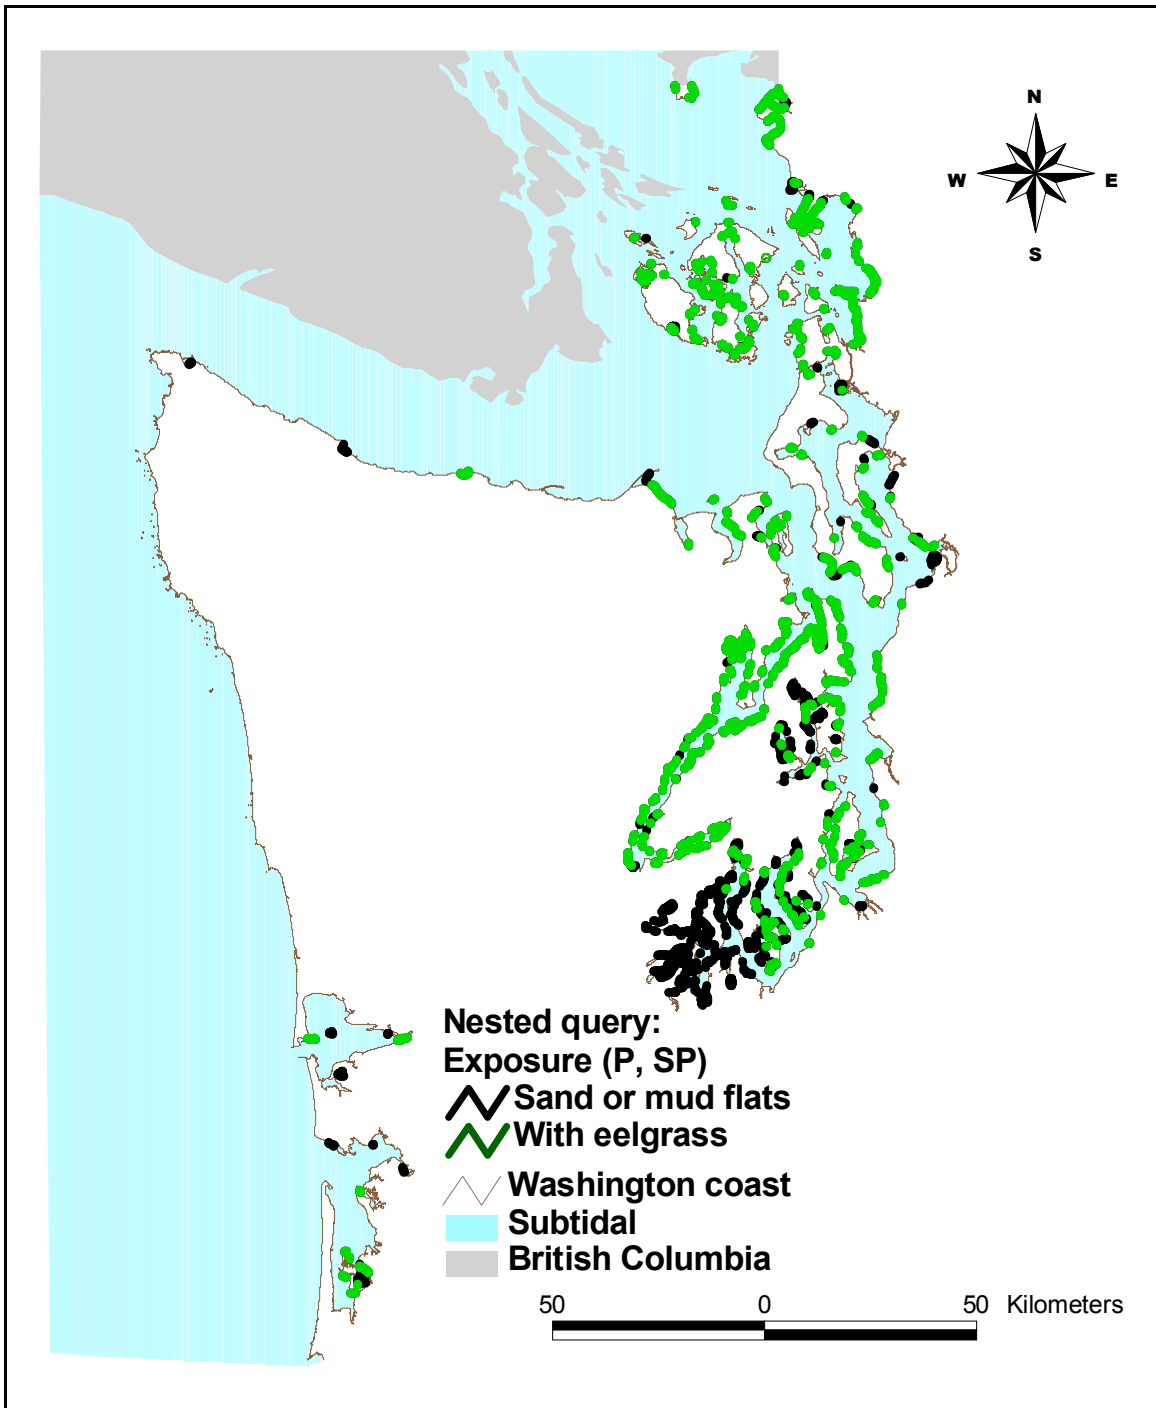 N
W E
S
Nested query:
Exposure (P, SP)
Sand or mud flats
With eelgrass
Washington coast
Subtidal
British Columbia
50 0 50 Kilometers